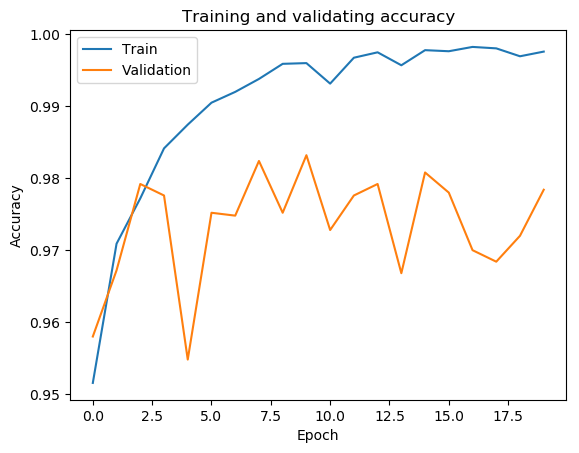 Training and validating accuracy
1.00
0.99
0.98
0.97
0.96
0.95
Accuracy
Train
Validation
0.0 2.5 5.0 7.5 10.0 12.5 15.0 17.5
Epoch